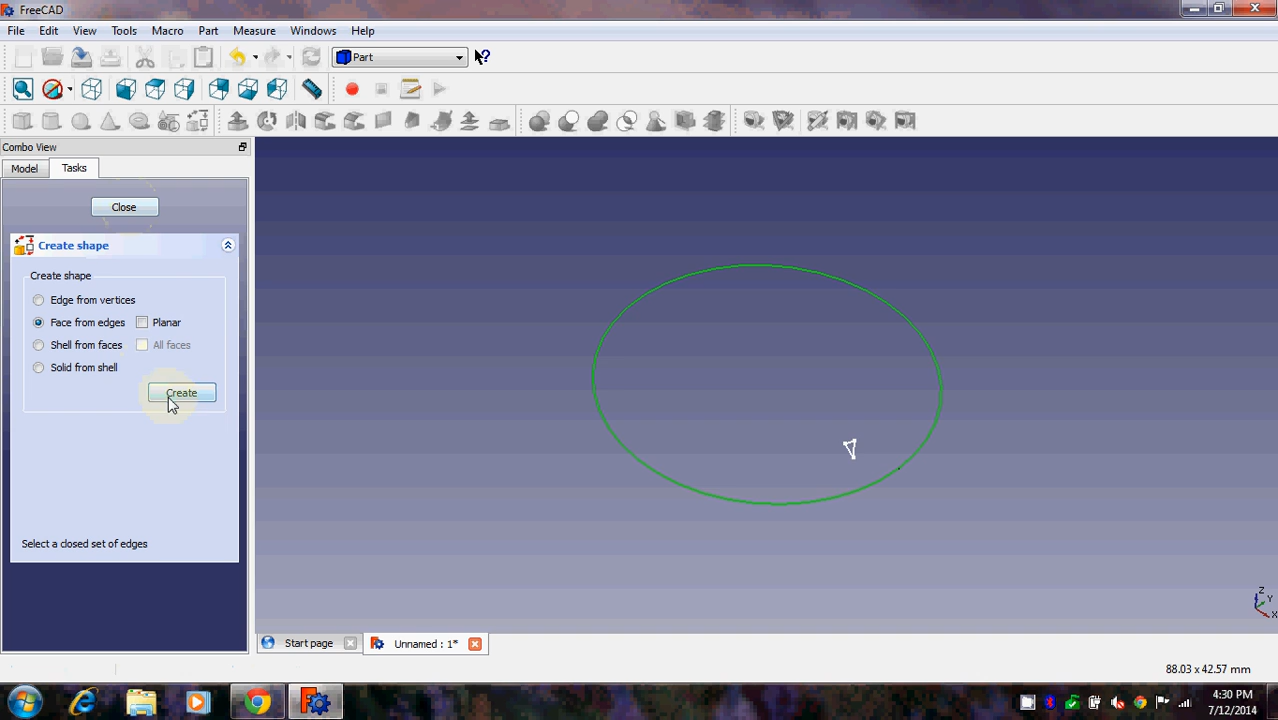 FreeCAD
File Edit View Tools Macro Part Measure Windows Help
Part
Combo View
Model Tasks
Close
Create shape
Create shape
Edge from vertices
Face from edges Planar
Shell from faces All faces
Solid from shell
Create
Select a closed set of edges
Z
Y
X
Start page Unnamed : 1*
88.03 x 42.57 mm
4:30 PM
7/12/2014